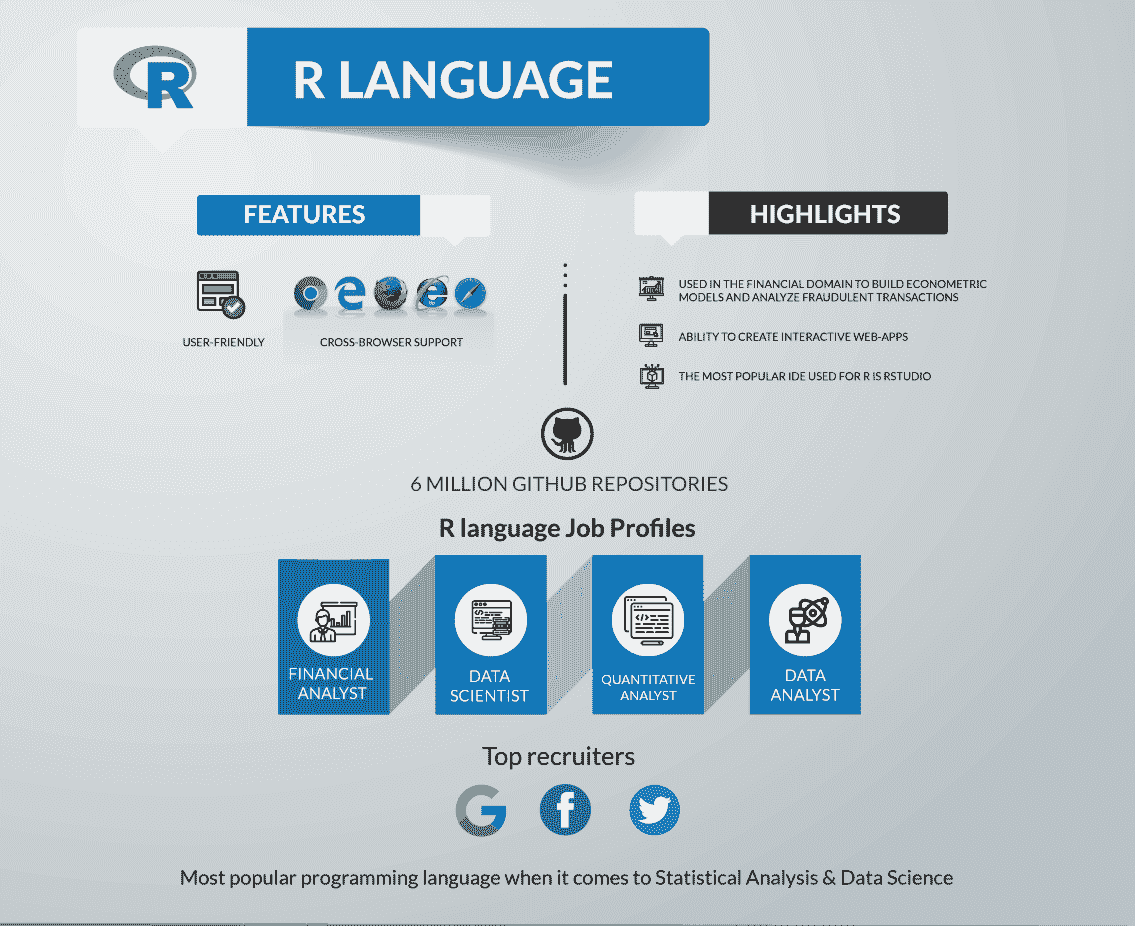 R
R LANGUAGE
FEATURES
USER-FRIENDLY
CROSS-BROWSER SUPPORT
HIGHLIGHTS
USED IN THE FINANCIAL DOMAIN TO BUILD ECONOMETRIC
MODELS AND ANALYZE FRAUDULENT TRANSACTIONS
ABILITY TO CREATE INTERACTIVE WEB-APPS
THE MOST POPULAR IDE USED FOR R IS RSTUDIO
6 MILLION GITHUB REPOSITORIES
R language Job Profiles
FINANCIAL
ANALYST
DATA
SCIENTIST
QUANTITATIVE
ANALYST
DATA
ANALYST
Top recruiters
G f
Most popular programming language when it comes to Statistical Analysis & Data Science